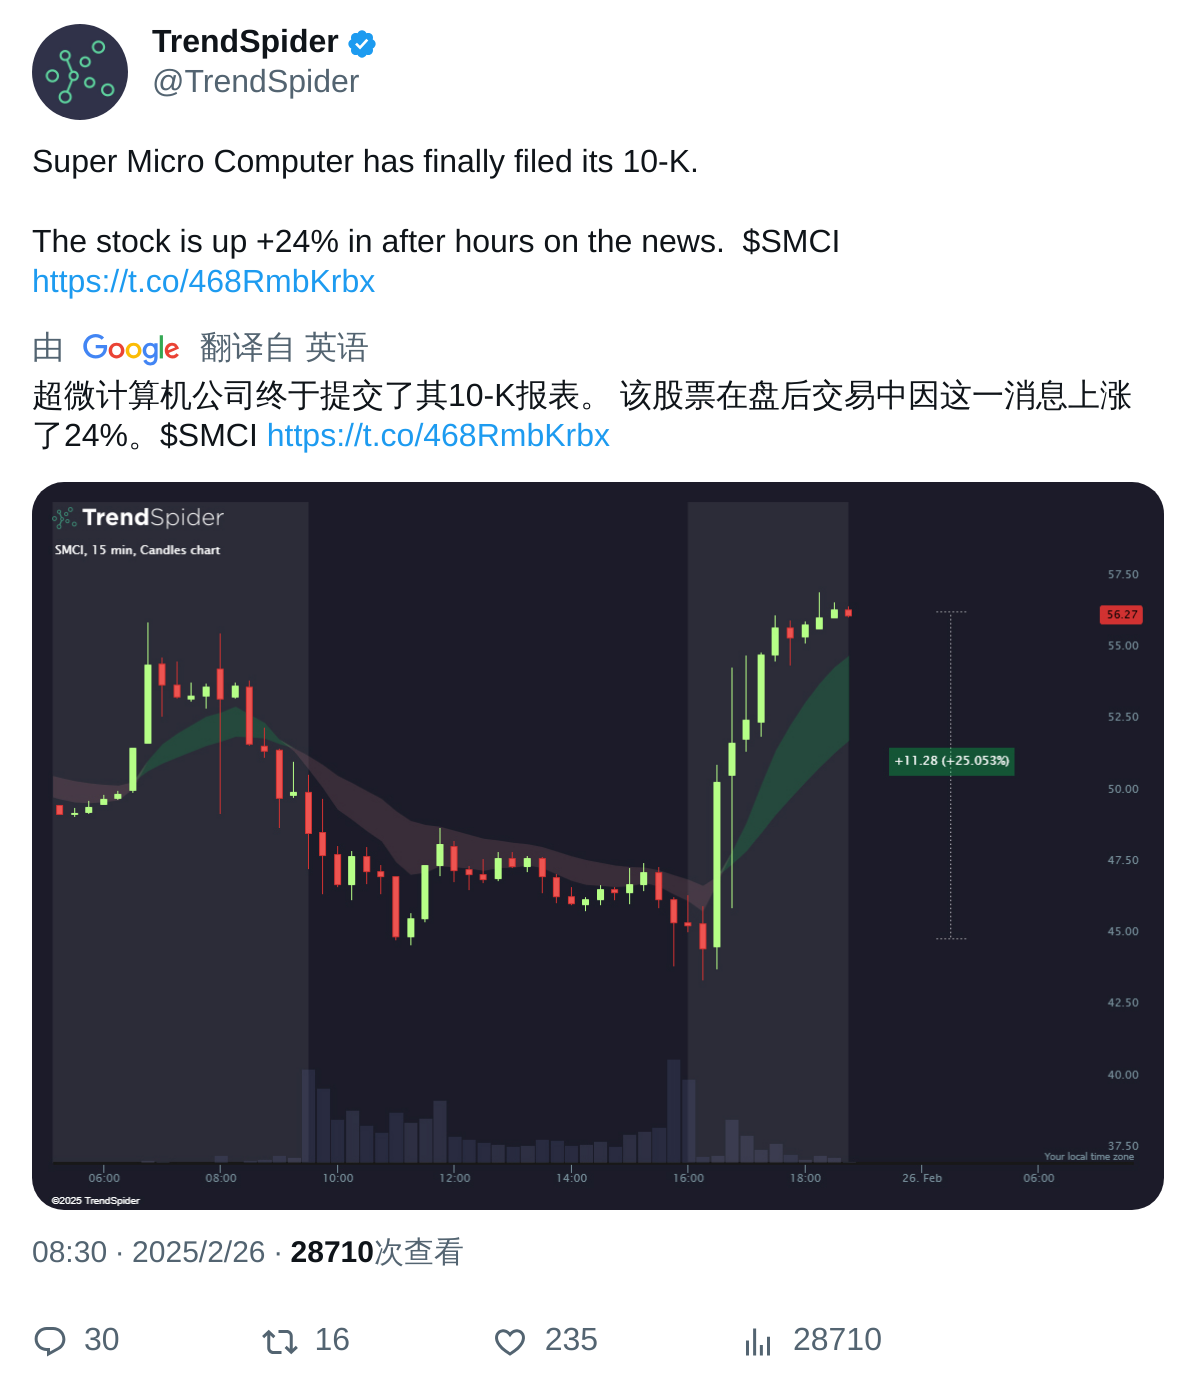 TrendSpider
@TrendSpider
Super Micro Computer has finally filed its 10-K.
The stock is up +24% in after hours on the news.  $SMCI
https://t.co/468RmbKrbx
由 Google 翻译自 英语
超微计算机公司终于提交了其10-K报表。 该股票在盘后交易中因这一消息上涨
了24%。$SMCI https://t.co/468RmbKrbx
TrendSpider
SMCI, 15 min, Candles chart
57.50
56.27
55.00
52.50
+11.28 (+25.053%)
50.00
47.50
45.00
42.50
40.00
37.50
Your local time zone
06:00 08:00 10:00 12:00 14:00 16:00 18:00 26. Feb 06:00
©2025 TrendSpider
08:30 · 2025/2/26 · 28710次查看
30 16 235 28710